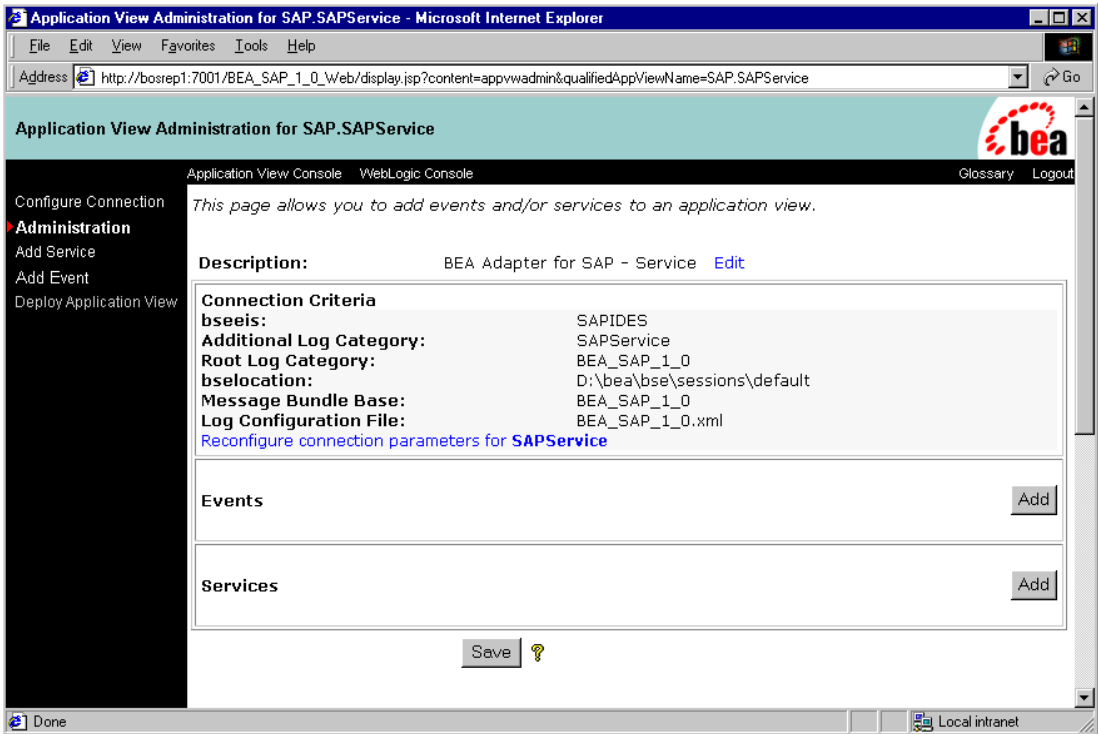 Application View Administration for SAP.SAPService - Microsoft Internet Explorer
File Edit View Favorites Tools Help
Address http://bosrep1:7001/BEA_SAP_1_0_Web/display.jsp?content=appvwadmin&qualifiedAppViewName=SAP.SAPService Go
Application View Administration for SAP.SAPService
bea
Application View Console WebLogic Console Glossary Logout
Configure Connection
Administration
Add Service
Add Event
Deploy Application View
This page allows you to add events and/or services to an application view.
Description: BEA Adapter for SAP - Service Edit
Connection Criteria
bseeis: SAPIDES
Additional Log Category: SAPService
Root Log Category: BEA_SAP_1_0
bselocation: D:\bea\bse\sessions\default
Message Bundle Base: BEA_SAP_1_0
Log Configuration File: BEA_SAP_1_0.xml
Reconfigure connection parameters for SAPService
Events Add
Services Add
Save ?
Done Local intranet